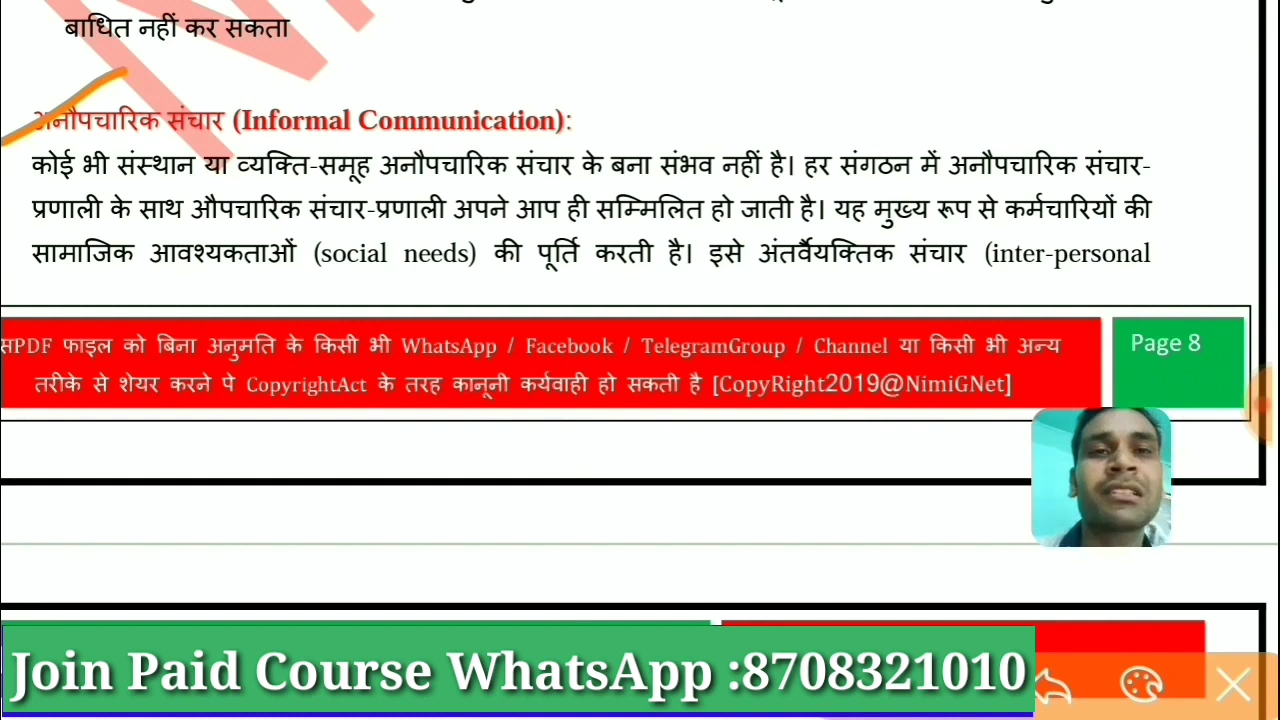 बाधित नहीं कर सकता
अनौपचारिक संचार (Informal Communication):
कोई भी संस्थान या व्यक्ति-समूह अनौपचारिक संचार के बना संभव नहीं है। हर संगठन में अनौपचारिक संचार-
प्रणाली के साथ औपचारिक संचार-प्रणाली अपने आप ही सम्मिलित हो जाती है। यह मुख्य रूप से कर्मचारियों की
सामाजिक आवश्यकताओं (social needs) की पूर्ति करती है। इसे अंतर्वैयक्तिक संचार (inter-personal
सPDF फाइल को बिना अनुमति के किसी भी WhatsApp / Facebook / TelegramGroup / Channel या किसी भी अन्य
तरीके से शेयर करने पे CopyrightAct के तरह कानूनी कर्यवाही हो सकती है [CopyRight2019@NimiGNet]
Page 8
Join Paid Course WhatsApp :8708321010